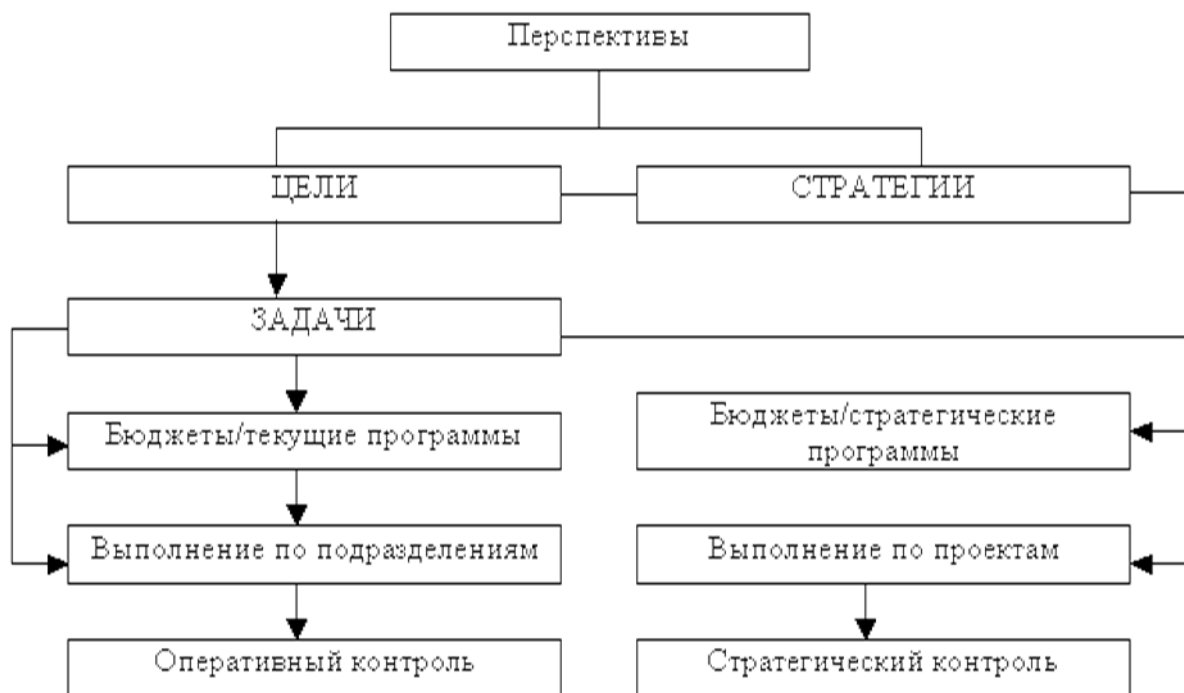 Перспективы
ЦЕЛИ
СТРАТЕГИИ
ЗАДАЧИ
Бюджеты/текущие программы
Бюджеты/стратегические
программы
Выполнение по подразделениям
Выполнение по проектам
Оперативный контроль
Стратегический контроль